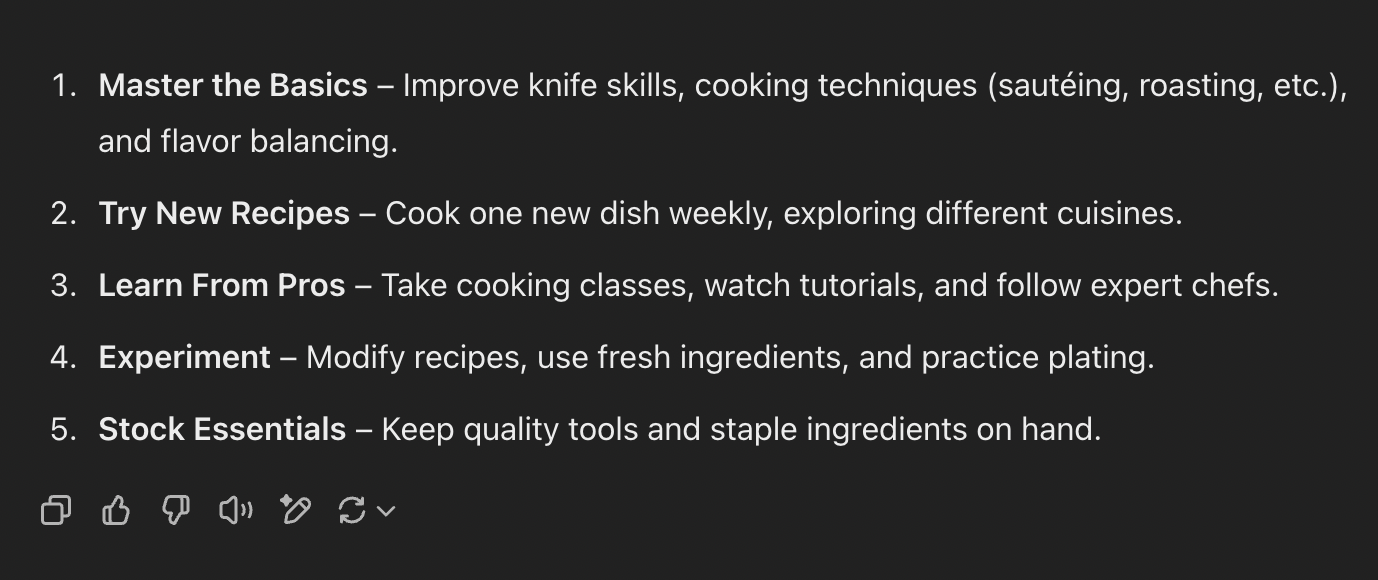 1. Master the Basics – Improve knife skills, cooking techniques (sautéing, roasting, etc.),
and flavor balancing.
2. Try New Recipes – Cook one new dish weekly, exploring different cuisines.
3. Learn From Pros – Take cooking classes, watch tutorials, and follow expert chefs.
4. Experiment – Modify recipes, use fresh ingredients, and practice plating.
5. Stock Essentials – Keep quality tools and staple ingredients on hand.